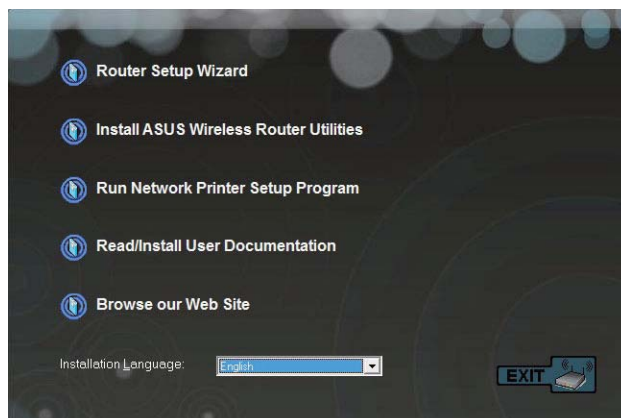 Router Setup Wizard
Install ASUS Wireless Router Utilities
Run Network Printer Setup Program
Read/Install User Documentation
Browse our Web Site
Installation Language: English
EXIT